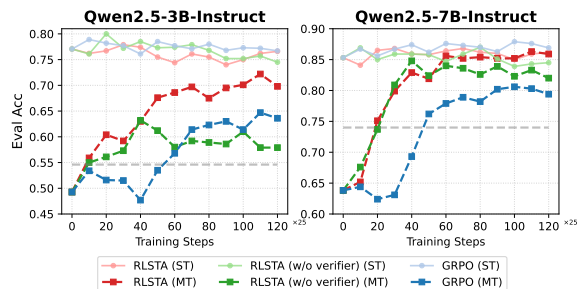 Qwen2.5-3B-Instruct
Qwen2.5-7B-Instruct
Eval Acc
0.80
0.75
0.70
0.65
0.60
0.55
0.50
0.45
0 20 40 60 80 100 120
×25
Training Steps
0.90
0.85
0.80
0.75
0.70
0.65
0.60
0 20 40 60 80 100 120
×25
Training Steps
RLSTA (ST) RLSTA (w/o verifier) (ST) GRPO (ST)
RLSTA (MT) RLSTA (w/o verifier) (MT) GRPO (MT)